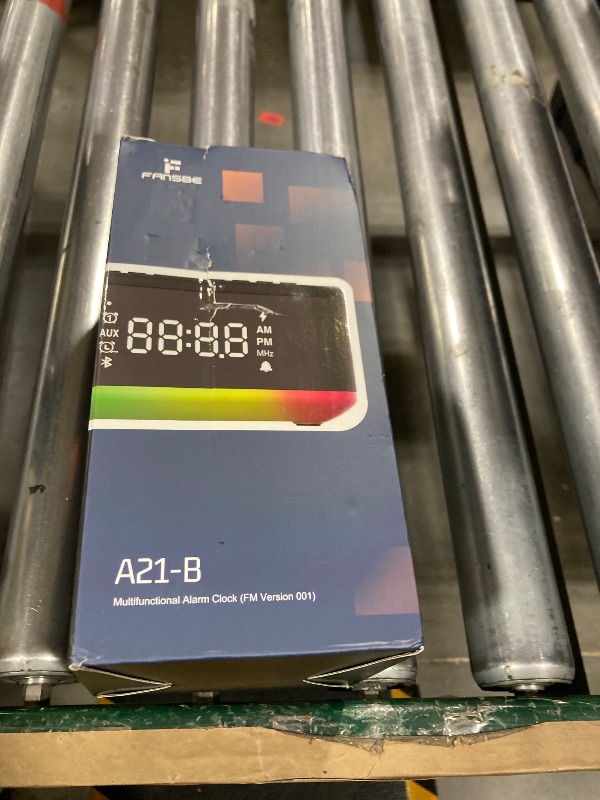 FANSBE
AUX
88:8.8
AM
PM
MHz
A21-B
Multifunctional Alarm Clock (FM Version 001)